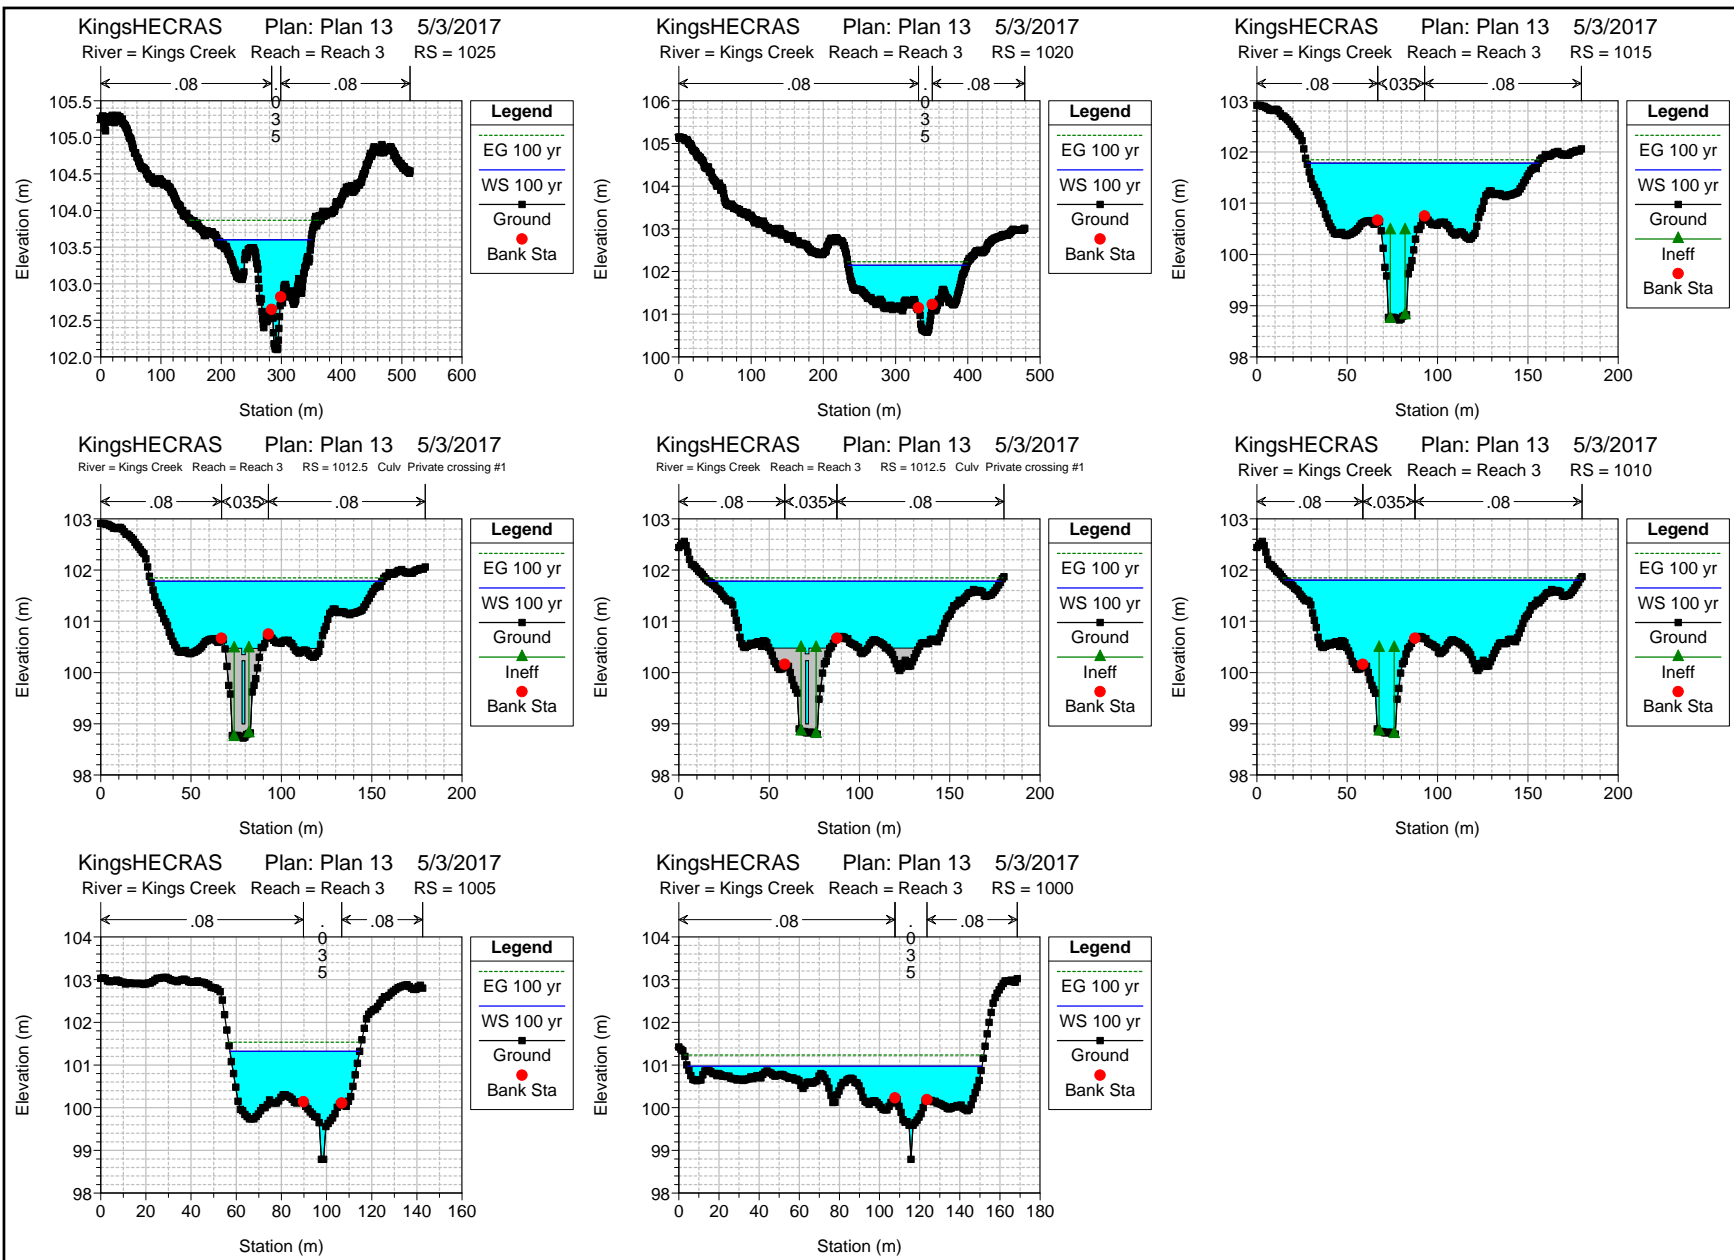 KingsHECRAS Plan: Plan 13 5/3/2017
River = Kings Creek Reach = Reach 3 RS = 1025
.08 .035 .08
105.5
105.0
104.5
104.0
103.5
103.0
102.5
102.0
Elevation (m)
0 100 200 300 400 500 600
Station (m)
Legend
EG 100 yr
WS 100 yr
Ground
Bank Sta
KingsHECRAS Plan: Plan 13 5/3/2017
River = Kings Creek Reach = Reach 3 RS = 1020
.08 .035 .08
106
105
104
103
102
101
100
Elevation (m)
0 100 200 300 400 500
Station (m)
Legend
EG 100 yr
WS 100 yr
Ground
Bank Sta
KingsHECRAS Plan: Plan 13 5/3/2017
River = Kings Creek Reach = Reach 3 RS = 1015
.08 .035 .08
103
102
101
100
99
98
Elevation (m)
0 50 100 150 200
Station (m)
Legend
EG 100 yr
WS 100 yr
Ground
Ineff
Bank Sta
KingsHECRAS Plan: Plan 13 5/3/2017
River = Kings Creek Reach = Reach 3 RS = 1012.5 Culv Private crossing #1
.08 .035 .08
103
102
101
100
99
98
Elevation (m)
0 50 100 150 200
Station (m)
Legend
EG 100 yr
WS 100 yr
Ground
Ineff
Bank Sta
KingsHECRAS Plan: Plan 13 5/3/2017
River = Kings Creek Reach = Reach 3 RS = 1012.5 Culv Private crossing #1
.08 .035 .08
103
102
101
100
99
98
Elevation (m)
0 50 100 150 200
Station (m)
Legend
EG 100 yr
WS 100 yr
Ground
Ineff
Bank Sta
KingsHECRAS Plan: Plan 13 5/3/2017
River = Kings Creek Reach = Reach 3 RS = 1010
.08 .035 .08
103
102
101
100
99
98
Elevation (m)
0 50 100 150 200
Station (m)
Legend
EG 100 yr
WS 100 yr
Ground
Ineff
Bank Sta
KingsHECRAS Plan: Plan 13 5/3/2017
River = Kings Creek Reach = Reach 3 RS = 1005
.08 .035 .08
104
103
102
101
100
99
98
Elevation (m)
0 20 40 60 80 100 120 140 160
Station (m)
Legend
EG 100 yr
WS 100 yr
Ground
Bank Sta
KingsHECRAS Plan: Plan 13 5/3/2017
River = Kings Creek Reach = Reach 3 RS = 1000
.08 .035 .08
104
103
102
101
100
99
98
Elevation (m)
0 20 40 60 80 100 120 140 160 180
Station (m)
Legend
EG 100 yr
WS 100 yr
Ground
Bank Sta